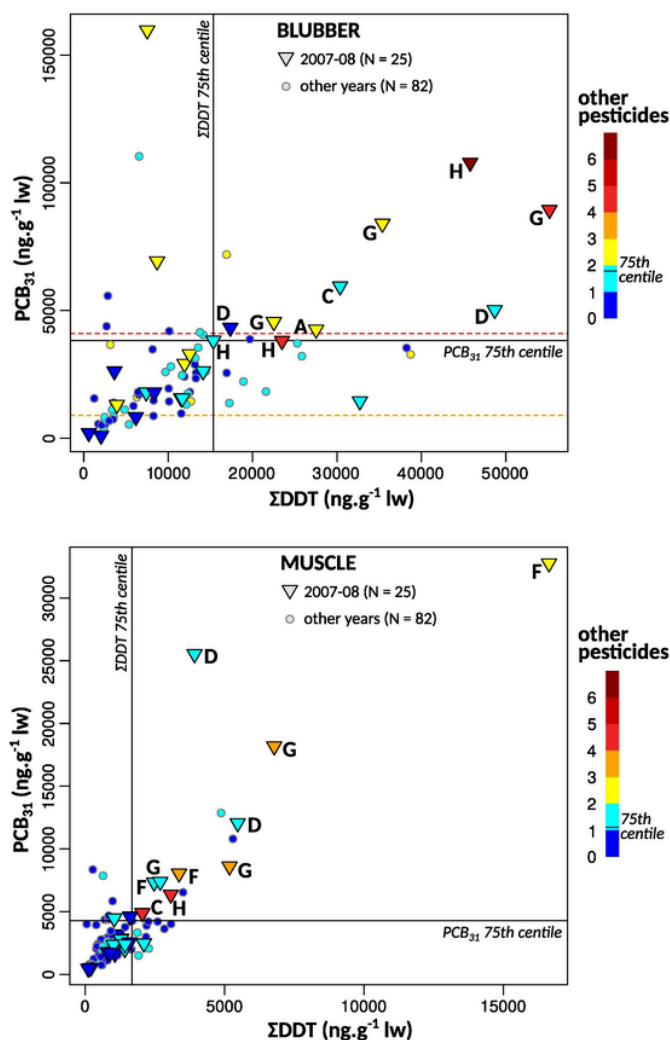 BLUBBER
2007-08 (N = 25)
other years (N = 82)
ΣDDT 75th centile
PCB31 75th centile
H
G
G
C
D
D
G
A
H
H
150000
100000
50000
0
PCB31 (ng.g-1 lw)
0 10000 20000 30000 40000 50000
ΣDDT (ng.g-1 lw)
other
pesticides
6
5
4
3
2
1
0
75th
centile
MUSCLE
2007-08 (N = 25)
other years (N = 82)
ΣDDT 75th centile
PCB31 75th centile
F
D
G
D
G
G
F
F
C
H
30000
25000
20000
15000
10000
5000
0
PCB31 (ng.g-1 lw)
0 5000 10000 15000
ΣDDT (ng.g-1 lw)
other
pesticides
6
5
4
3
2
1
0
75th
centile